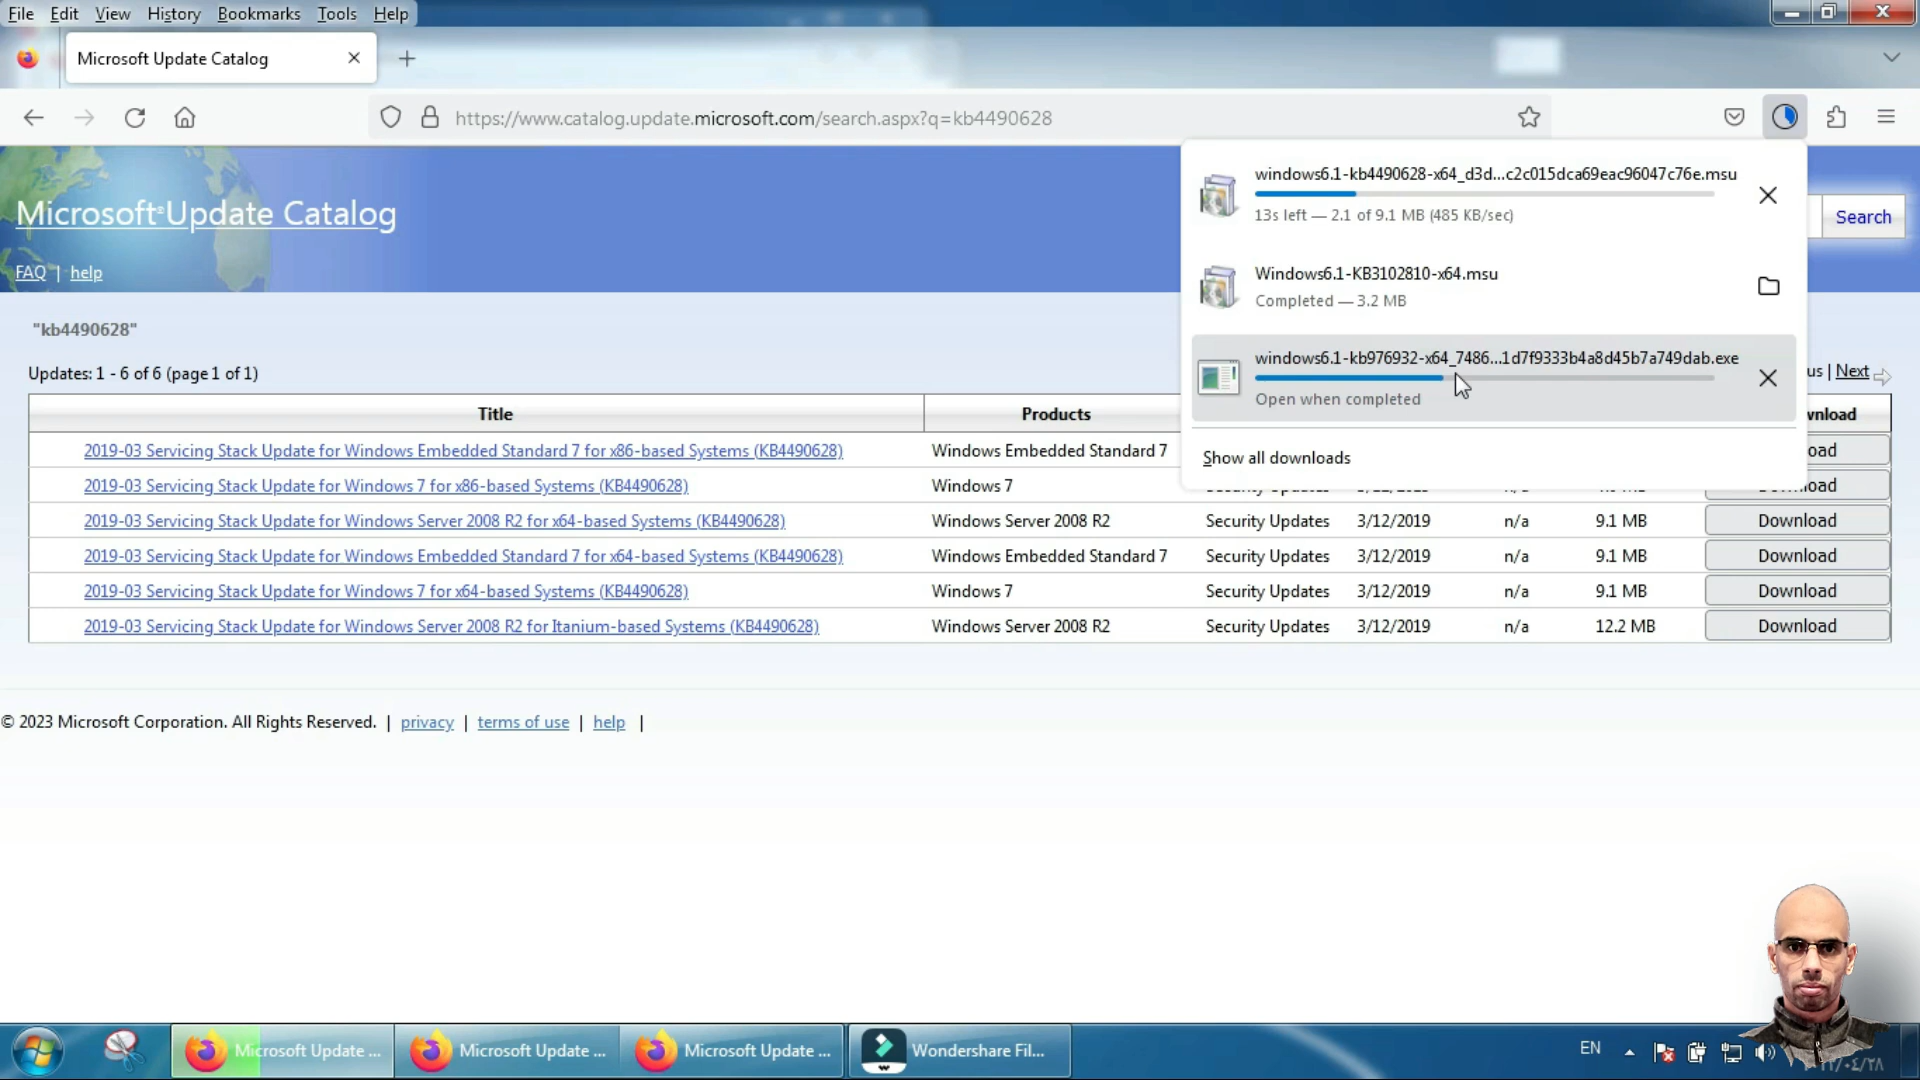 File Edit View History Bookmarks Tools Help
Microsoft Update Catalog
https://www.catalog.update.microsoft.com/search.aspx?q=kb4490628
windows6.1-kb4490628-x64_d3d...c2c015dca69eac96047c76e.msu
13s left — 2.1 of 9.1 MB (485 KB/sec)
Windows6.1-KB3102810-x64.msu
Completed — 3.2 MB
windows6.1-kb976932-x64_7486...1d7f9333b4a8d45b7a749dab.exe
Open when completed
Show all downloads
Microsoft Update Catalog
Search
FAQ | help
"kb4490628"
Updates: 1 - 6 of 6 (page 1 of 1)
us | Next
Title Products wnload
2019-03 Servicing Stack Update for Windows Embedded Standard 7 for x86-based Systems (KB4490628) Windows Embedded Standard 7 oad
2019-03 Servicing Stack Update for Windows 7 for x86-based Systems (KB4490628) Windows 7 oad
2019-03 Servicing Stack Update for Windows Server 2008 R2 for x64-based Systems (KB4490628) Windows Server 2008 R2 Security Updates 3/12/2019 n/a 9.1 MB Download
2019-03 Servicing Stack Update for Windows Embedded Standard 7 for x64-based Systems (KB4490628) Windows Embedded Standard 7 Security Updates 3/12/2019 n/a 9.1 MB Download
2019-03 Servicing Stack Update for Windows 7 for x64-based Systems (KB4490628) Windows 7 Security Updates 3/12/2019 n/a 9.1 MB Download
2019-03 Servicing Stack Update for Windows Server 2008 R2 for Itanium-based Systems (KB4490628) Windows Server 2008 R2 Security Updates 3/12/2019 n/a 12.2 MB Download
© 2023 Microsoft Corporation. All Rights Reserved. | privacy | terms of use | help |
Microsoft Update ... Microsoft Update ... Microsoft Update ... Wondershare Fil... EN